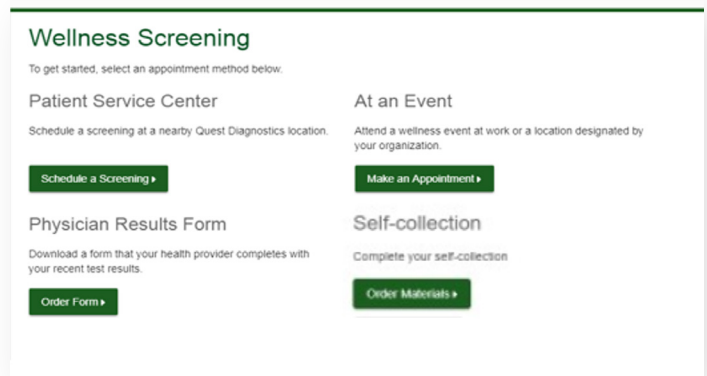 Wellness Screening
To get started, select an appointment method below.
Patient Service Center
Schedule a screening at a nearby Quest Diagnostics location.
Schedule a Screening ▸
At an Event
Attend a wellness event at work or a location designated by
your organization.
Make an Appointment ▸
Physician Results Form
Download a form that your health provider completes with
your recent test results.
Order Form ▸
Self-collection
Complete your self-collection
Order Materials ▸